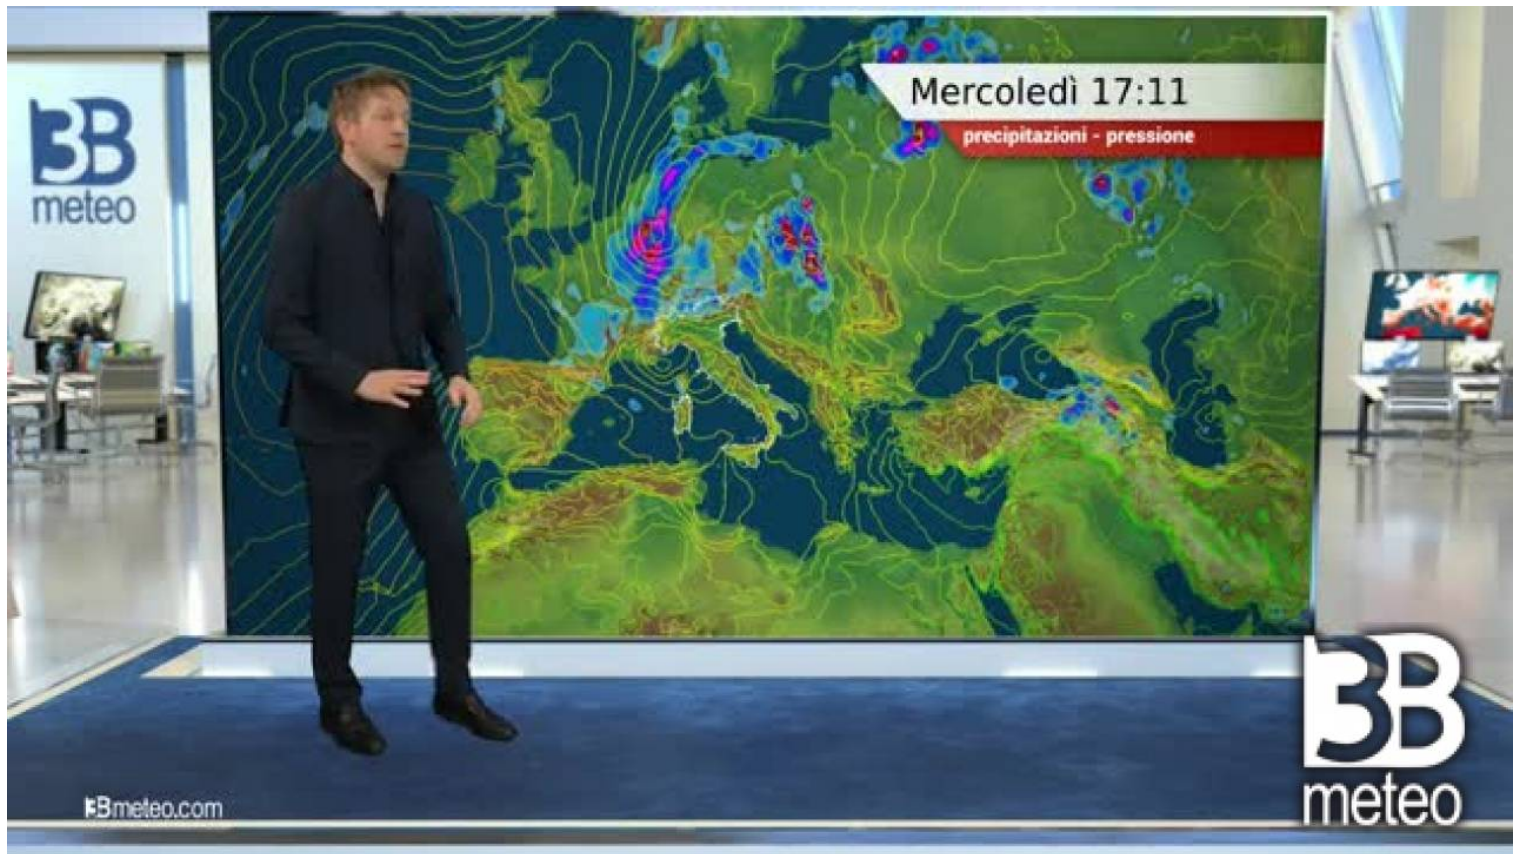 3B
meteo
Mercoledì 17:11
precipitazioni - pressione
3B
meteo
3Bmeteo.com